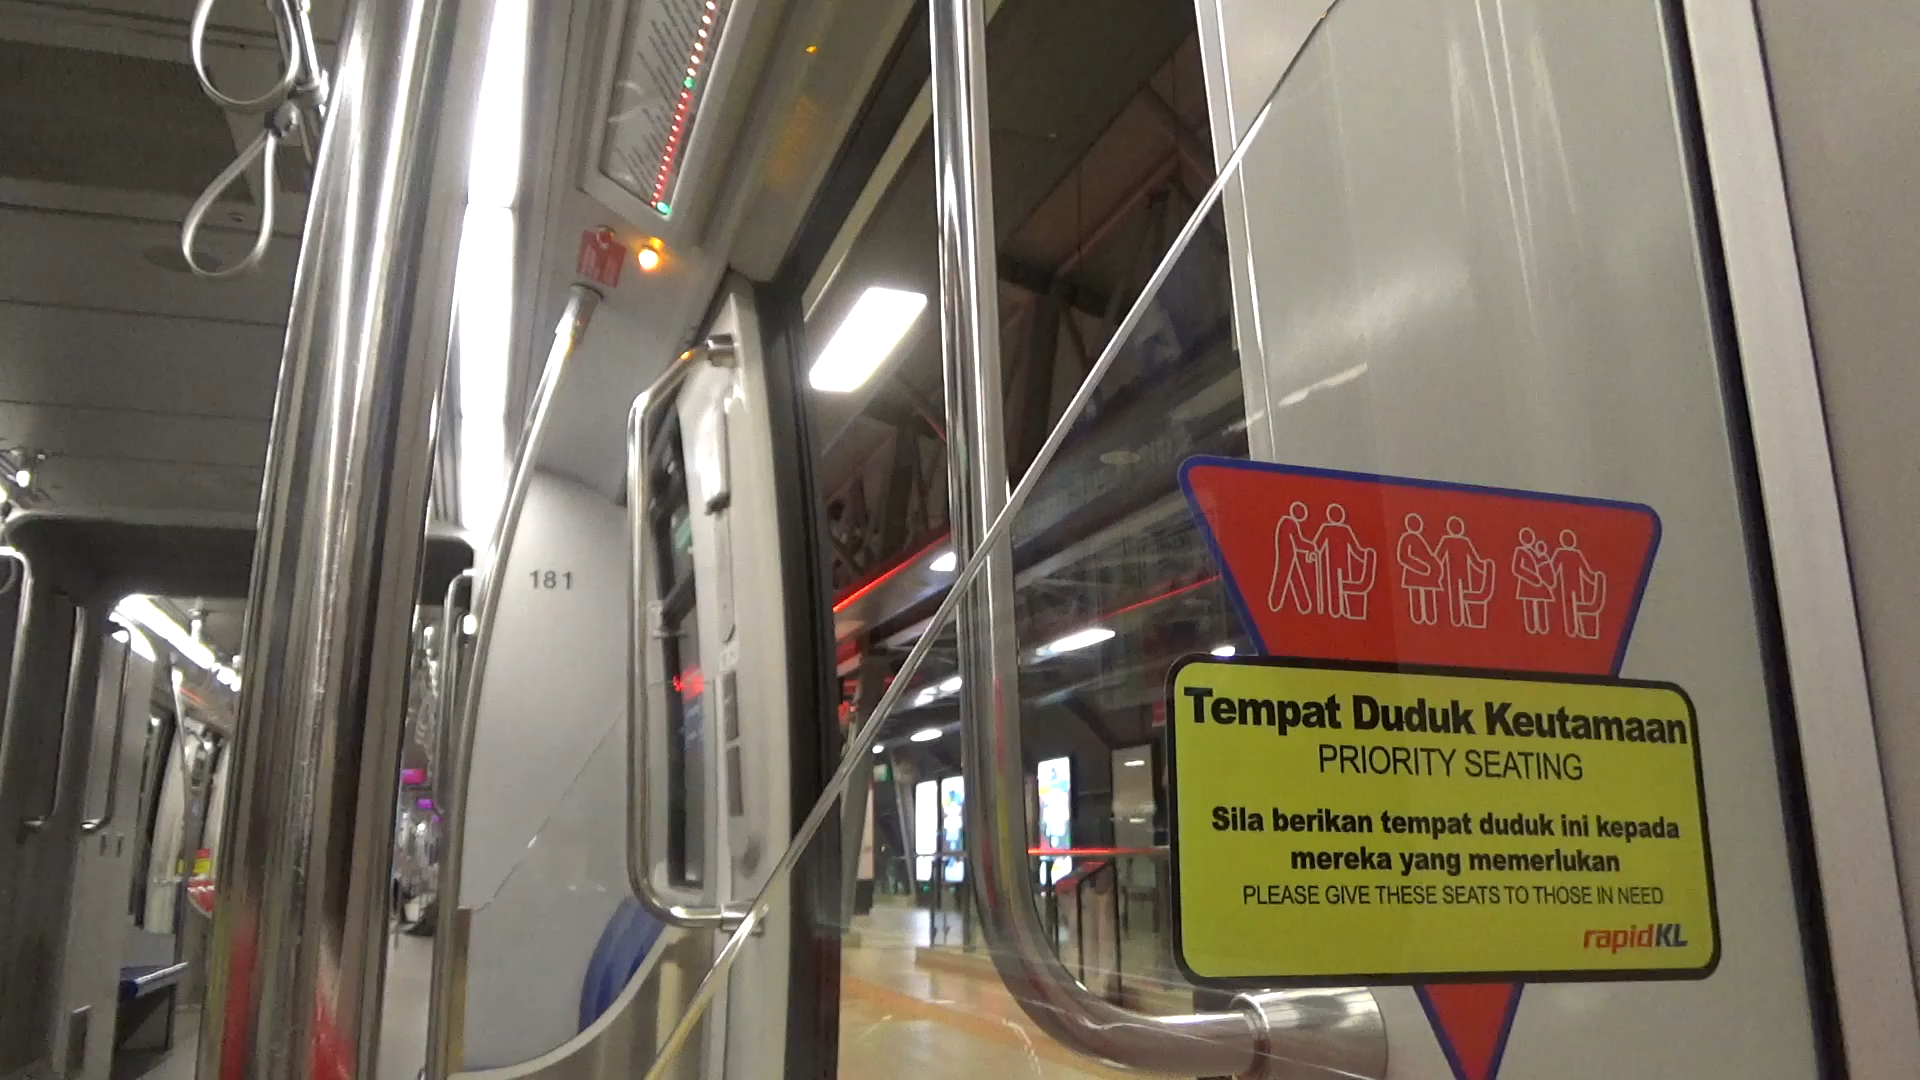 181
Tempat Duduk Keutamaan
PRIORITY SEATING
Sila berikan tempat duduk ini kepada
mereka yang memerlukan
PLEASE GIVE THESE SEATS TO THOSE IN NEED
rapidKL